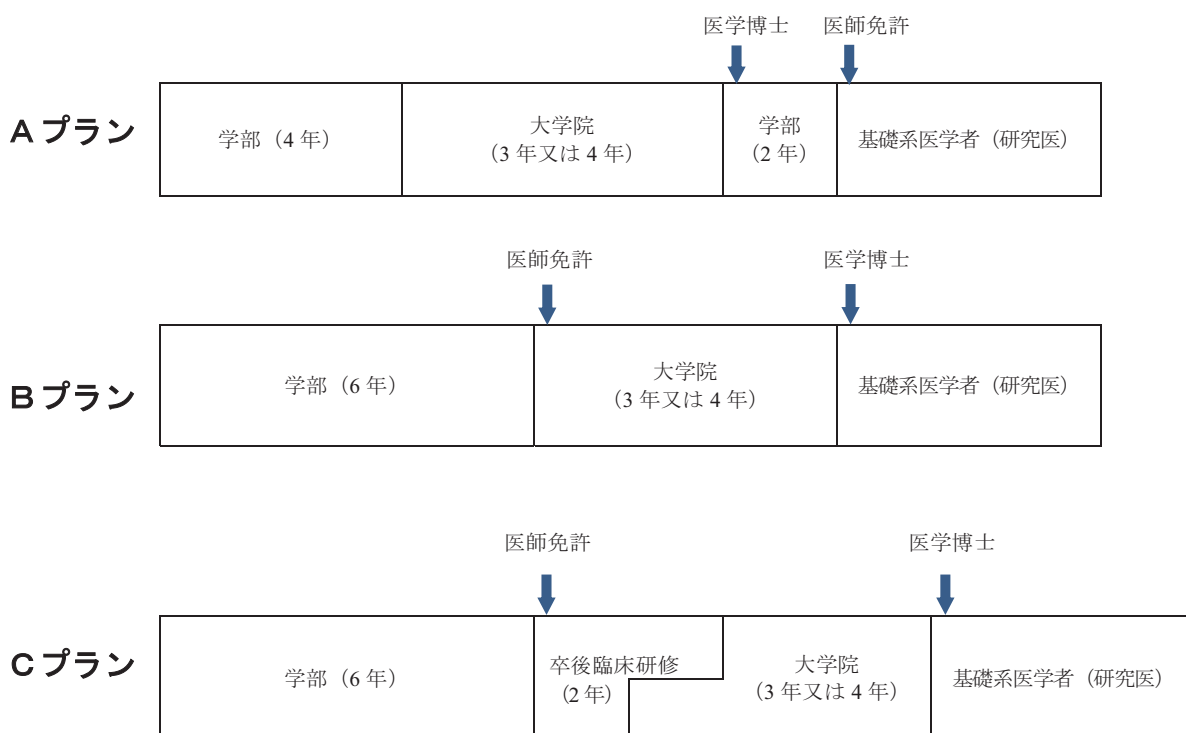 医学博士 医師免許
Aプラン
学部（4 年）
大学院
（3 年又は 4 年）
学部
（2 年）
基礎系医学者（研究医）
医師免許 医学博士
Bプラン
学部（6 年）
大学院
（3 年又は 4 年）
基礎系医学者（研究医）
医師免許 医学博士
Cプラン
学部（6 年）
卒後臨床研修
（2 年）
大学院
（3 年又は 4 年）
基礎系医学者（研究医）